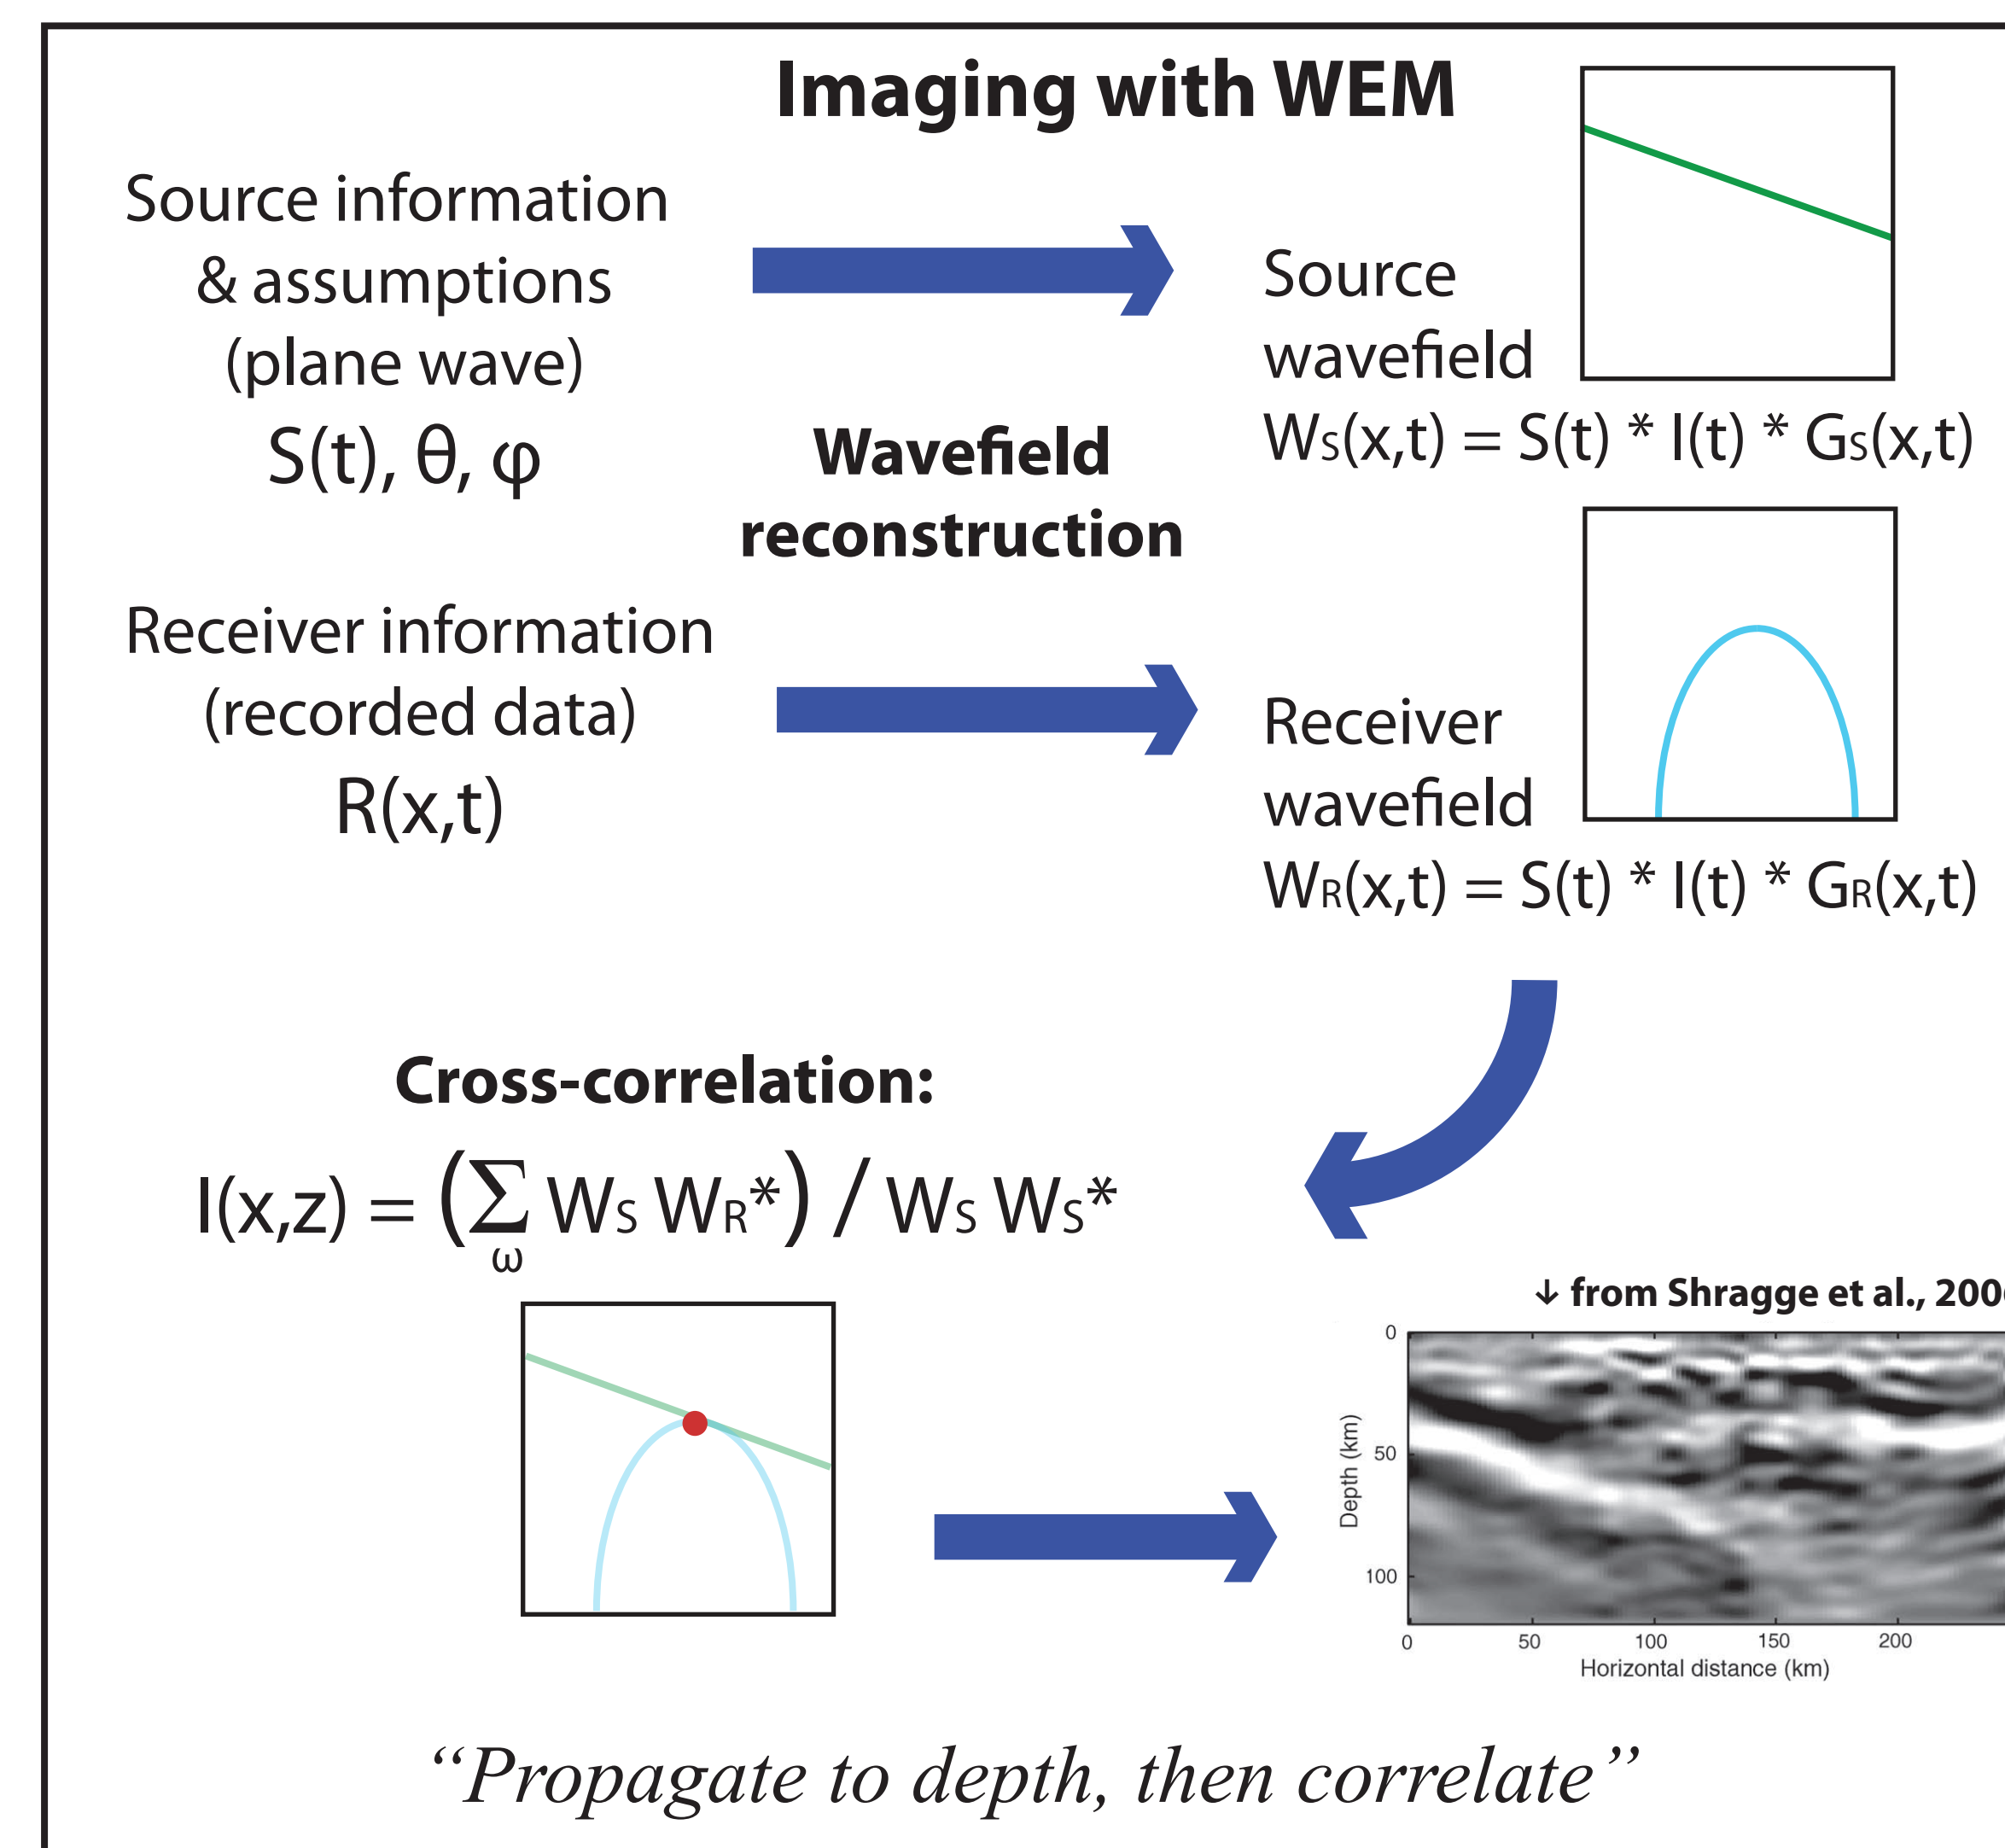 Imaging with WEM
Source information
& assumptions
(plane wave)
S(t), θ, φ
Source
wavefield
Ws(x,t) = S(t) * I(t) * Gs(x,t)
Wavefield
reconstruction
Receiver information
(recorded data)
R(x,t)
Receiver
wavefield
WR(x,t) = S(t) * I(t) * GR(x,t)
Cross-correlation:
I(x,z) = (∑ Ws WR*) / Ws Ws*
ω
↓ from Shragge et al.,
0
50
100
Depth (km)
0 50 100 150 200
Horizontal distance (km)
“Propagate to depth, then correlate”